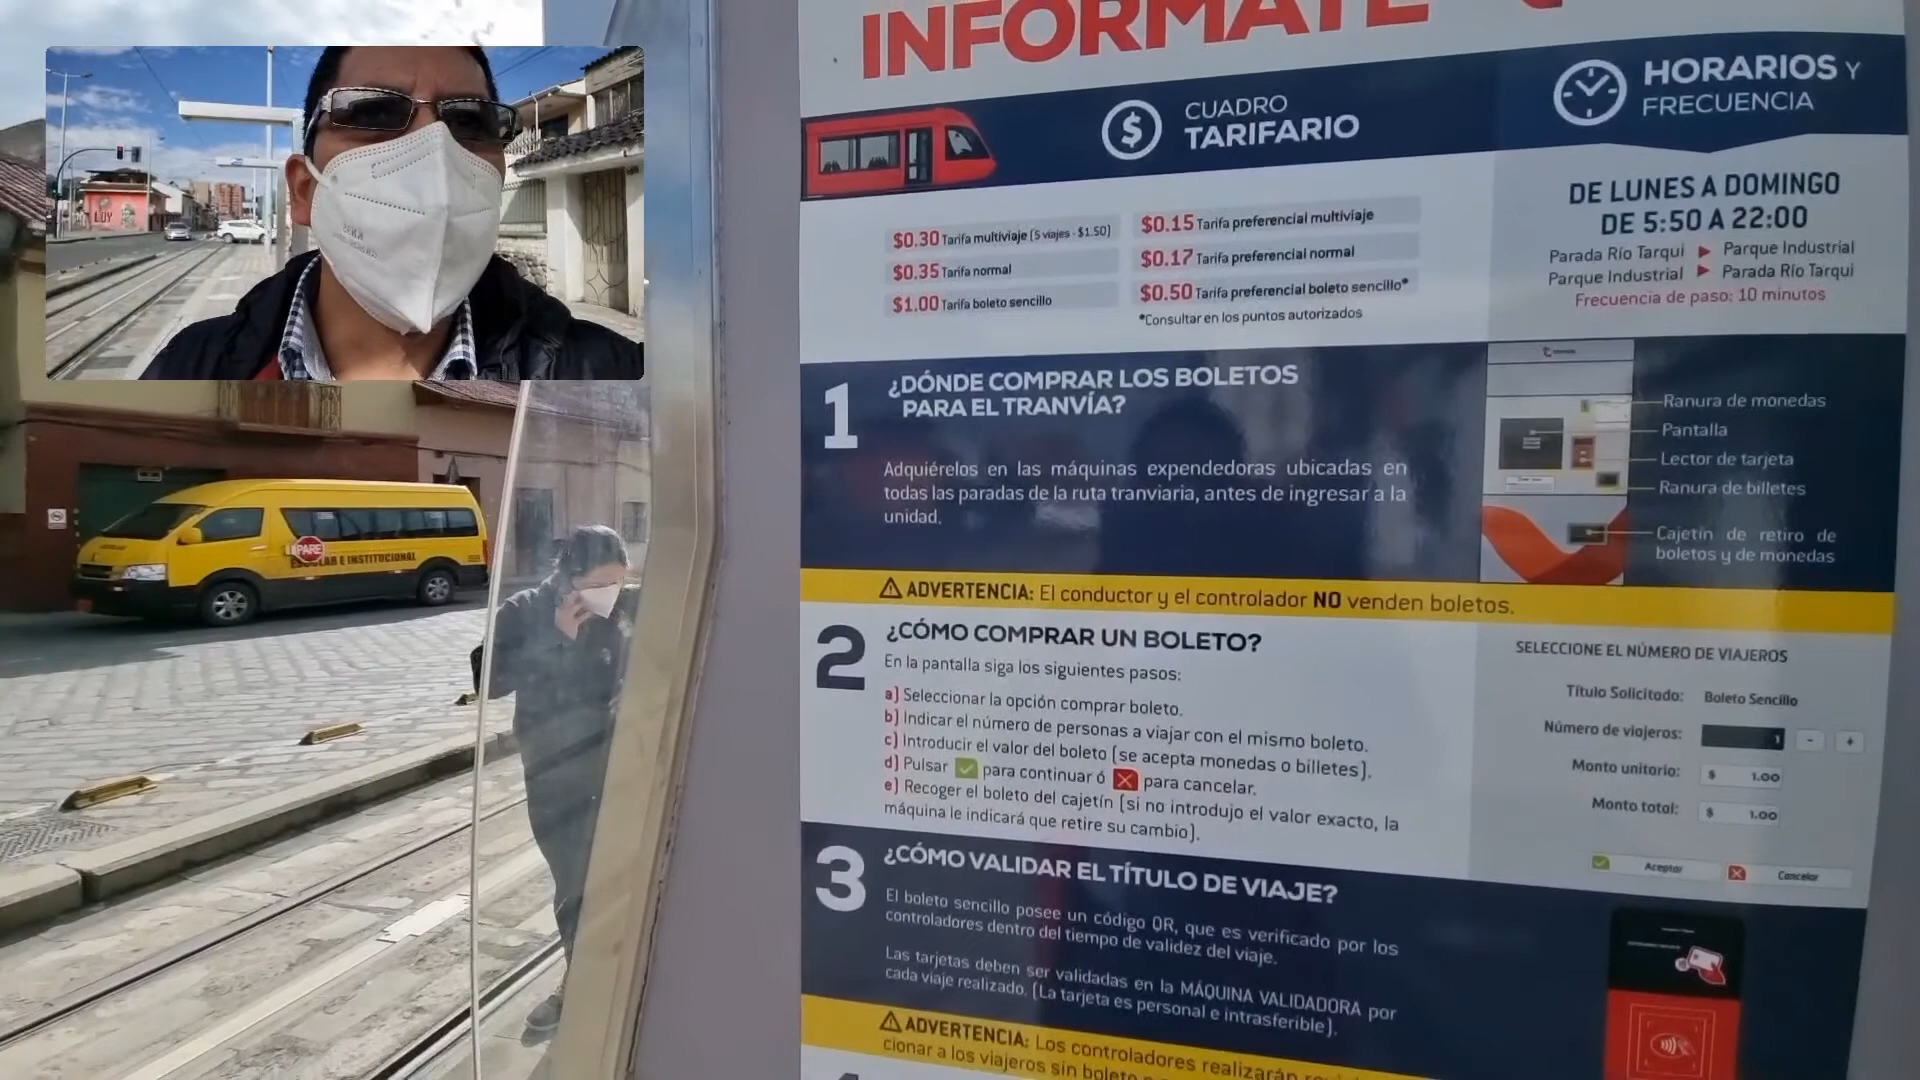 INFÓRMATE
CUADRO
TARIFARIO
HORARIOS Y
FRECUENCIA
$0.30 Tarifa multiviaje (5 viajes - $1.50)
$0.35 Tarifa normal
$1.00 Tarifa boleto sencillo
$0.15 Tarifa preferencial multiviaje
$0.17 Tarifa preferencial normal
$0.50 Tarifa preferencial boleto sencillo*
*Consultar en los puntos autorizados
DE LUNES A DOMINGO
DE 5:50 A 22:00
Parada Río Tarqui ▶ Parque Industrial
Parque Industrial ▶ Parada Río Tarqui
Frecuencia de paso: 10 minutos
1 ¿DÓNDE COMPRAR LOS BOLETOS
PARA EL TRANVÍA?
Adquiérelos en las máquinas expendedoras ubicadas en
todas las paradas de la ruta tranviaria, antes de ingresar a la
unidad.
Ranura de monedas
Pantalla
Lector de tarjeta
Ranura de billetes
Cajetín de retiro de
boletos y de monedas
ADVERTENCIA: El conductor y el controlador NO venden boletos.
2 ¿CÓMO COMPRAR UN BOLETO?
En la pantalla siga los siguientes pasos:
a) Seleccionar la opción comprar boleto.
b) Indicar el número de personas a viajar con el mismo boleto.
c) Introducir el valor del boleto (se acepta monedas o billetes).
d) Pulsar para continuar ó para cancelar.
e) Recoger el boleto del cajetín (si no introdujo el valor exacto, la
máquina le indicará que retire su cambio).
SELECCIONE EL NÚMERO DE VIAJEROS
Título Solicitado: Boleto Sencillo
Número de viajeros: 1 - +
Monto unitario: $ 1.00
Monto total: $ 1.00
Aceptar Cancelar
3 ¿CÓMO VALIDAR EL TÍTULO DE VIAJE?
El boleto sencillo posee un código QR, que es verificado por los
controladores dentro del tiempo de validez del viaje.
Las tarjetas deben ser validadas en la MÁQUINA VALIDADORA por
cada viaje realizado. (La tarjeta es personal e intrasferible).
ADVERTENCIA: Los controladores realizarán
cionar a los viajeros sin boleto
PARE
ESCOLAR E INSTITUCIONAL
LUY
KN95